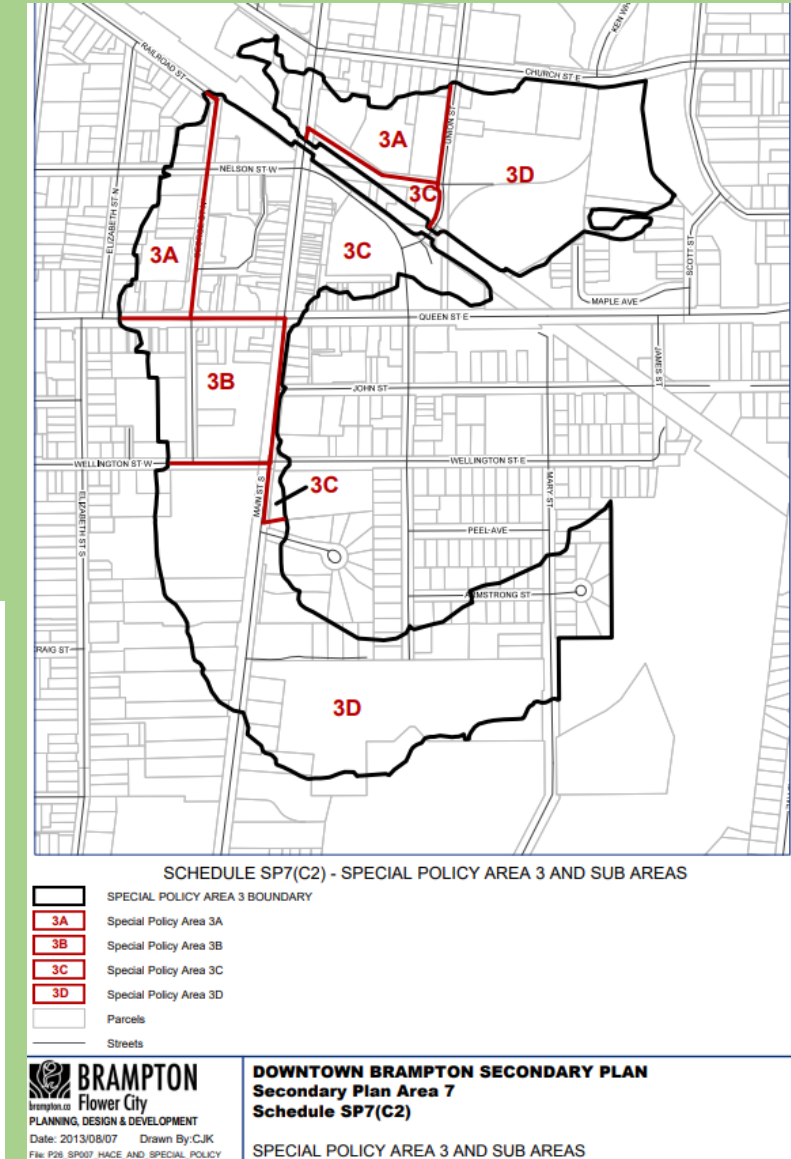 RAILROAD ST
KEN WH
CHURCH ST E
UNION ST
3A
3D
NELSON ST W
3C
ELIZABETH ST N
3A
3C
SCOTT ST
MAPLE AVE
QUEEN ST E
JAMES ST
3B
JOHN ST
WELLINGTON ST W
WELLINGTON ST E
3C
MAIN ST S
MARY ST
ELIZABETH ST S
PEEL AVE
ARMSTRONG ST
RAIG ST
3D
SCHEDULE SP7(C2) - SPECIAL POLICY AREA 3 AND SUB AREAS
SPECIAL POLICY AREA 3 BOUNDARY
3A Special Policy Area 3A
3B Special Policy Area 3B
3C Special Policy Area 3C
3D Special Policy Area 3D
Parcels
Streets
BRAMPTON
brampton.ca Flower City
PLANNING, DESIGN & DEVELOPMENT
Date: 2013/08/07 Drawn By:CJK
File: P26_SP007_HACE_AND_SPECIAL_POLICY
DOWNTOWN BRAMPTON SECONDARY PLAN
Secondary Plan Area 7
Schedule SP7(C2)
SPECIAL POLICY AREA 3 AND SUB AREAS